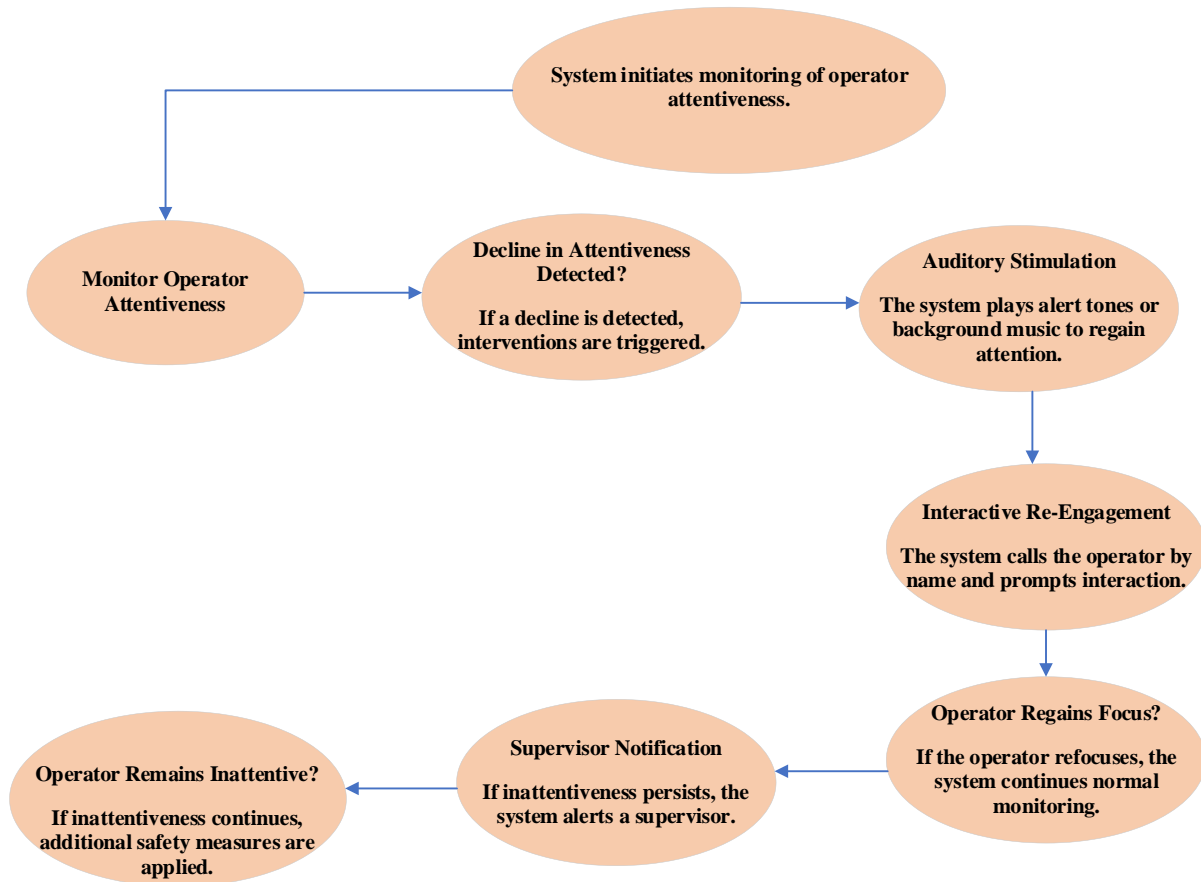 System initiates monitoring of operator
attentiveness.
Monitor Operator
Attentiveness
Decline in Attentiveness
Detected?
If a decline is detected,
interventions are triggered.
Auditory Stimulation
The system plays alert tones or
background music to regain
attention.
Interactive Re-Engagement
The system calls the operator by
name and prompts interaction.
Operator Regains Focus?
If the operator refocuses, the
system continues normal
monitoring.
Supervisor Notification
If inattentiveness persists, the
system alerts a supervisor.
Operator Remains Inattentive?
If inattentiveness continues,
additional safety measures are
applied.